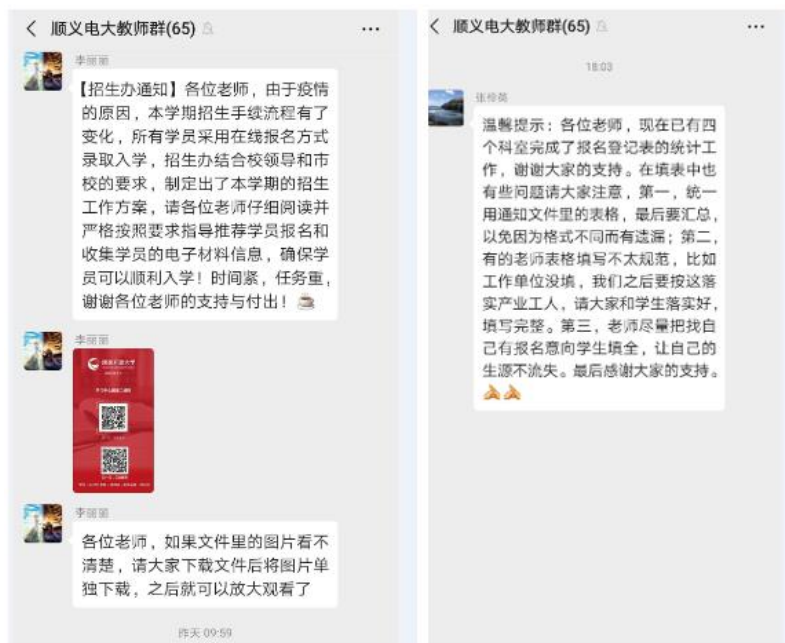 顺义电大教师群(65)
李丽丽
【招生办通知】各位老师，由于疫情
的原因，本学期招生手续流程有了
变化，所有学员采用在线报名方式
录取入学，招生办结合校领导和市
校的要求，制定出了本学期的招生
工作方案，请各位老师仔细阅读并
严格按照要求指导推荐学员报名和
收集学员的电子材料信息，确保学
员可以顺利入学！时间紧，任务重，
谢谢各位老师的支持与付出！
李丽丽
国家开放大学
李丽丽
各位老师，如果文件里的图片看不
清楚，请大家下载文件后将图片单
独下载，之后就可以放大观看了
昨天 09:59
顺义电大教师群(65)
18:03
温馨提示：各位老师，现在已有四
个科室完成了报名登记表的统计工
作，谢谢大家的支持。在填表中也
有些问题请大家注意，第一，统一
用通知文件里的表格，最后要汇总，
以免因为格式不同而有遗漏；第二，
有的老师表格填写不太规范，比如
工作单位没填，我们之后要按这落
实产业工人，请大家和学生落实好，
填写完整。第三，老师尽量把找自
己有报名意向学生填全，让自己的
生源不流失。最后感谢大家的支持。